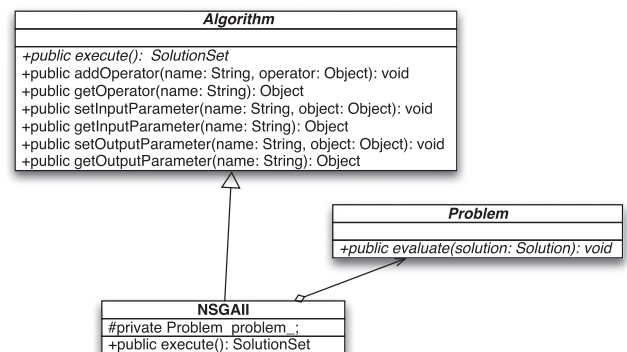 Algorithm
+public execute(): SolutionSet
+public addOperator(name: String, operator: Object): void
+public getOperator(name: String): Object
+public setInputParameter(name: String, object: Object): void
+public getInputParameter(name: String): Object
+public setOutputParameter(name: String, object: Object): void
+public getOutputParameter(name: String): Object
Problem
+public evaluate(solution: Solution): void
NSGAII
#private Problem problem_;
+public execute(): SolutionSet